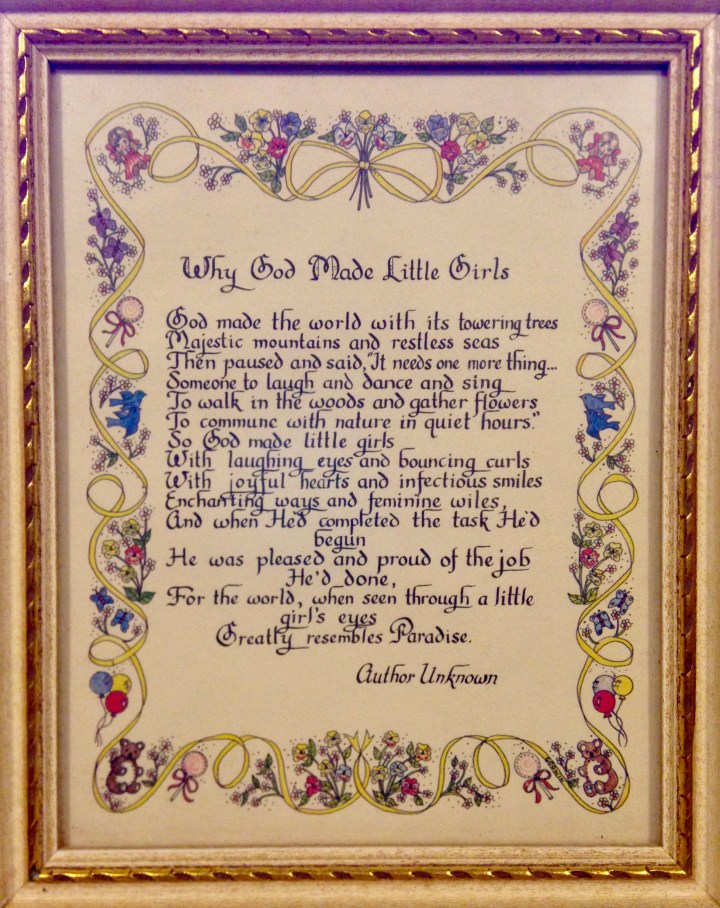 Why God Made Little Girls
God made the world with its towering trees
Majestic mountains and restless seas
Then paused and said, "It needs one more thing...
Someone to laugh and dance and sing
To walk in the woods and gather flowers
To commune with nature in quiet hours."
So God made little girls
With laughing eyes and bouncing curls
With joyful hearts and infectious smiles
Enchanting ways and feminine wiles,
And when He'd completed the task He'd
begun
He was pleased and proud of the job
He'd done,
For the world, when seen through a little
girl's eyes
Greatly resembles Paradise.
Author Unknown